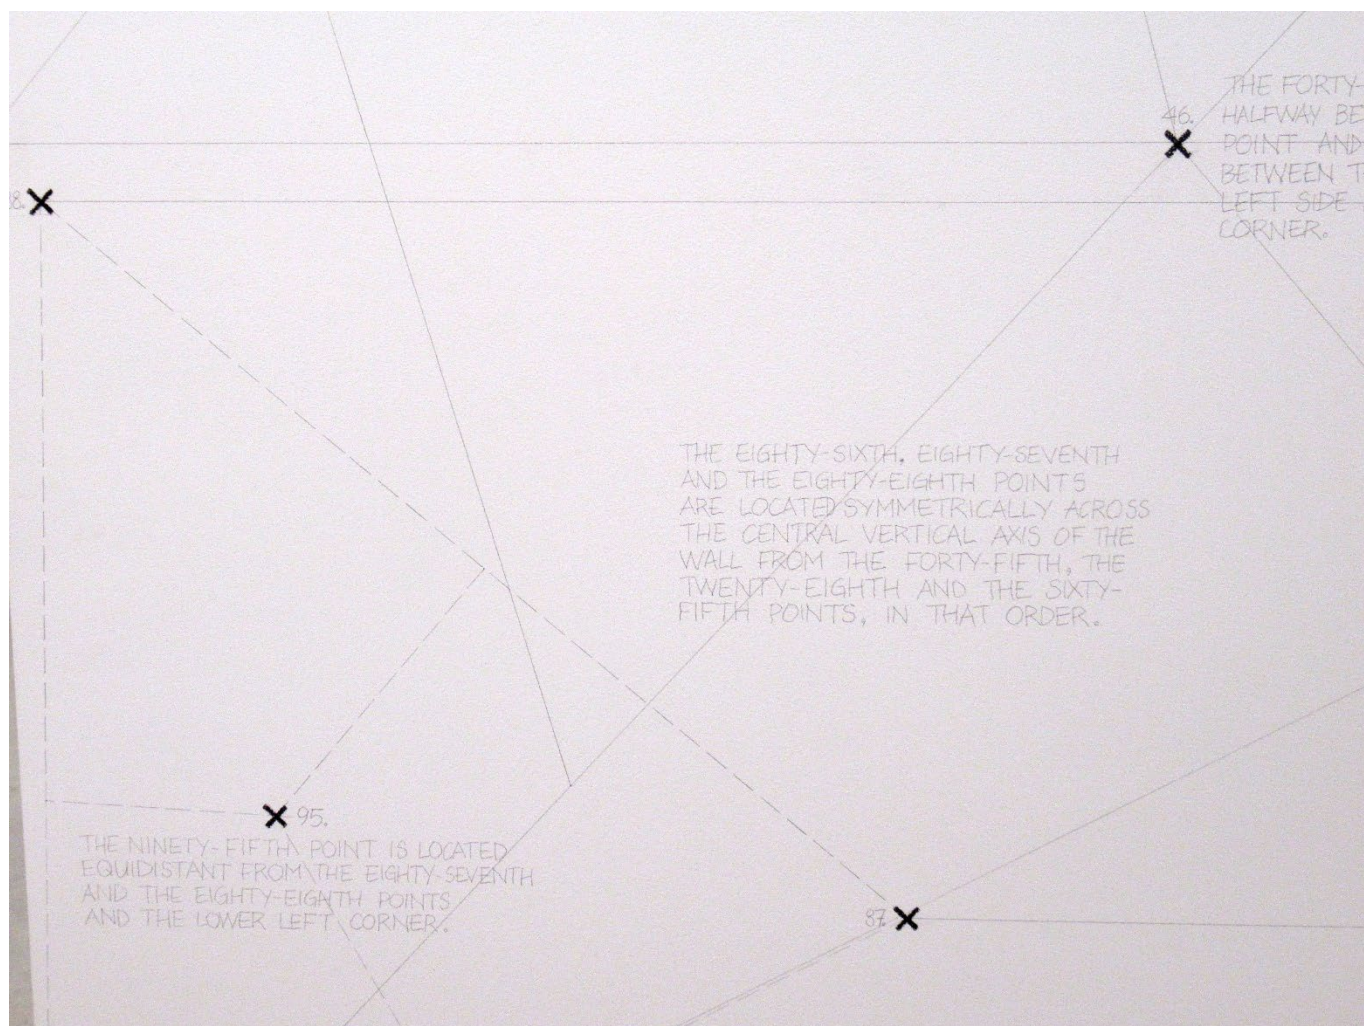 46.
THE FORTY-
HALFWAY BE
POINT AND
BETWEEN T
LEFT SIDE
CORNER.
8.
THE EIGHTY-SIXTH, EIGHTY-SEVENTH
AND THE EIGHTY-EIGHTH POINTS
ARE LOCATED SYMMETRICALLY ACROSS
THE CENTRAL VERTICAL AXIS OF THE
WALL FROM THE FORTY-FIFTH, THE
TWENTY-EIGHTH AND THE SIXTY-
FIFTH POINTS, IN THAT ORDER.
95.
THE NINETY-FIFTH POINT IS LOCATED
EQUIDISTANT FROM THE EIGHTY-SEVENTH
AND THE EIGHTY-EIGHTH POINTS
AND THE LOWER LEFT CORNER.
87.